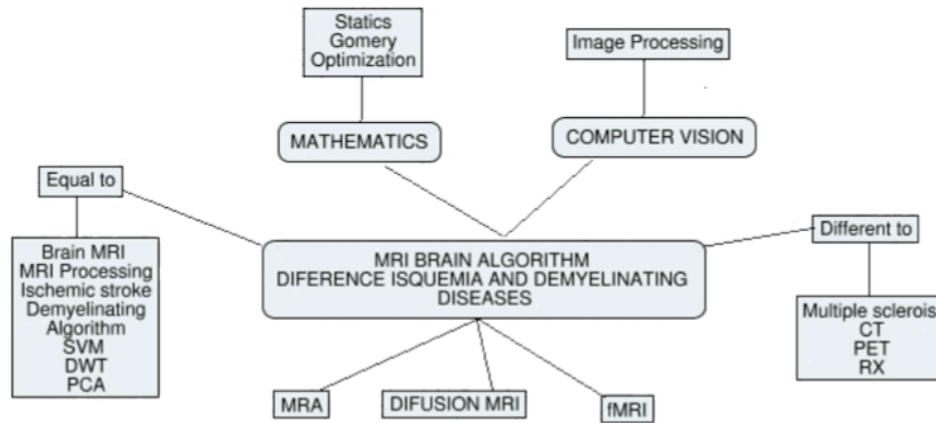 Statics
Gomery
Optimization
Image Processing
MATHEMATICS
COMPUTER VISION
Equal to
Different to
Brain MRI
MRI Processing
Ischemic stroke
Demyelinating
Algorithm
SVM
DWT
PCA
MRI BRAIN ALGORITHM
DIFERENCE ISQUEMIA AND DEMYELINATING
DISEASES
Multiple sclerois
CT
PET
RX
MRA
DIFUSION MRI
fMRI